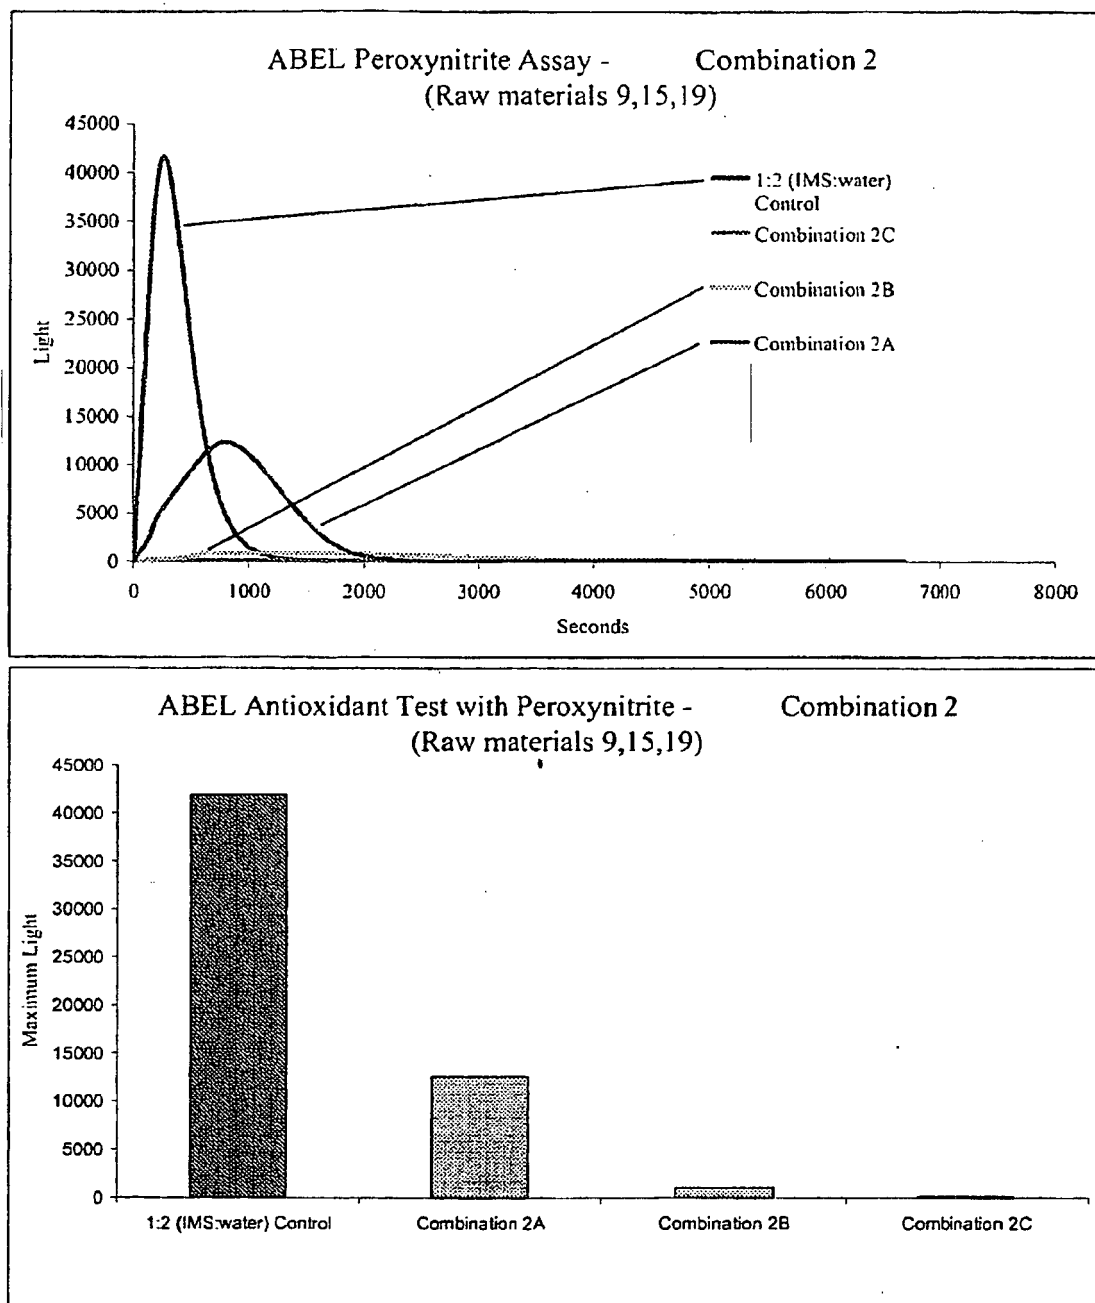 ABEL Peroxynitrite Assay - Combination 2
(Raw materials 9,15,19)
45000
40000
35000
30000
25000
20000
15000
10000
5000
0
Light
0 1000 2000 3000 4000 5000 6000 7000 8000
Seconds
1:2 (IMS:water)
Control
Combination 2C
Combination 2B
Combination 2A
ABEL Antioxidant Test with Peroxynitrite - Combination 2
(Raw materials 9,15,19)
45000
40000
35000
30000
25000
20000
15000
10000
5000
0
Maximum Light
1:2 (IMS:water) Control Combination 2A Combination 2B Combination 2C